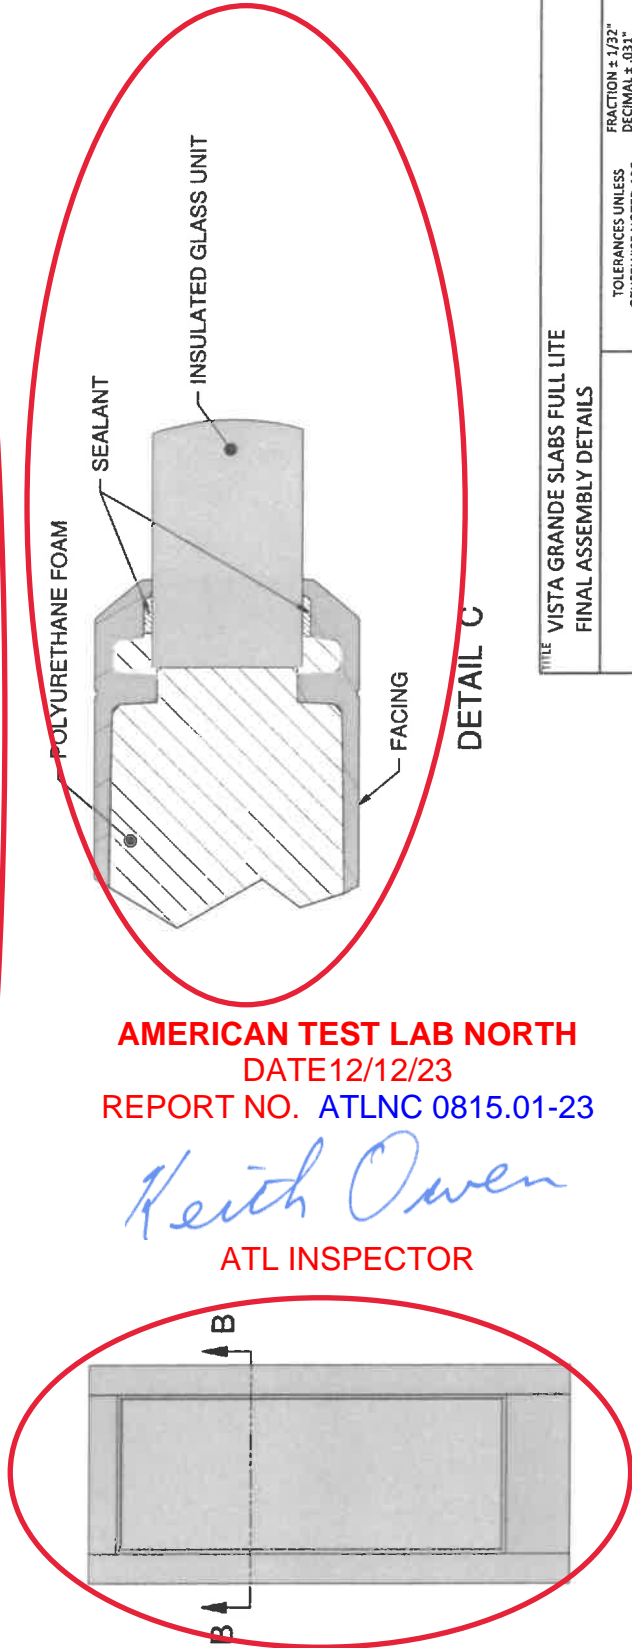 POLYURETHANE FOAM
SEALANT
INSULATED GLASS UNIT
FACING
DETAIL C
TITLE
VISTA GRANDE SLABS FULL LITE
FINAL ASSEMBLY DETAILS
TOLERANCES UNLESS
FRACTION ± 1/32"
DECIMAL ± .031"
AMERICAN TEST LAB NORTH
DATE12/12/23
REPORT NO. ATLNC 0815.01-23
Keith Owen
ATL INSPECTOR
B
B